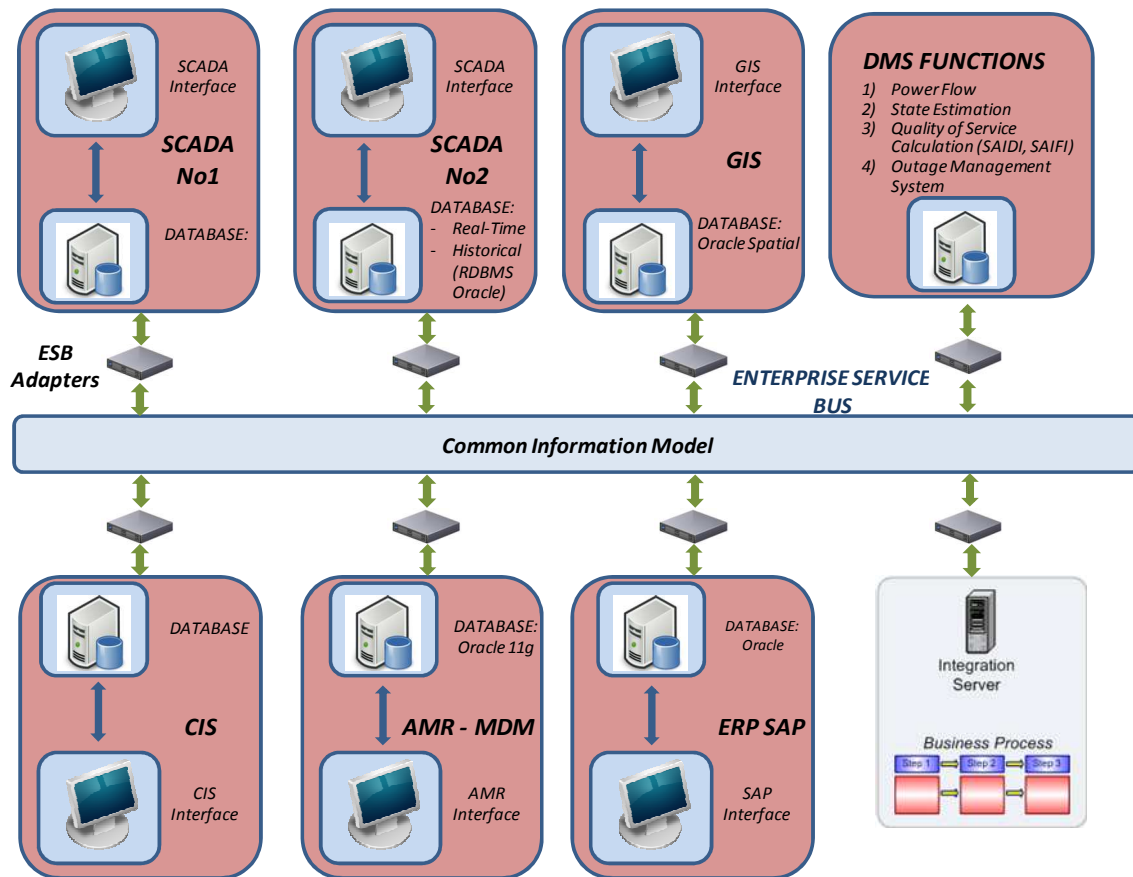 SCADA
Interface
SCADA
No1
DATABASE:
SCADA
Interface
SCADA
No2
DATABASE:
- Real-Time
- Historical
(RDBMS
Oracle)
GIS
Interface
GIS
DATABASE:
Oracle Spatial
DMS FUNCTIONS
1) Power Flow
2) State Estimation
3) Quality of Service
Calculation (SAIDI, SAIFI)
4) Outage Management
System
ESB
Adapters
ENTERPRISE SERVICE
BUS
Common Information Model
DATABASE
CIS
CIS
Interface
DATABASE:
Oracle 11g
AMR - MDM
AMR
Interface
DATABASE:
Oracle
ERP SAP
SAP
Interface
Integration
Server
Business Process
Step 1
Step 2
Step 3